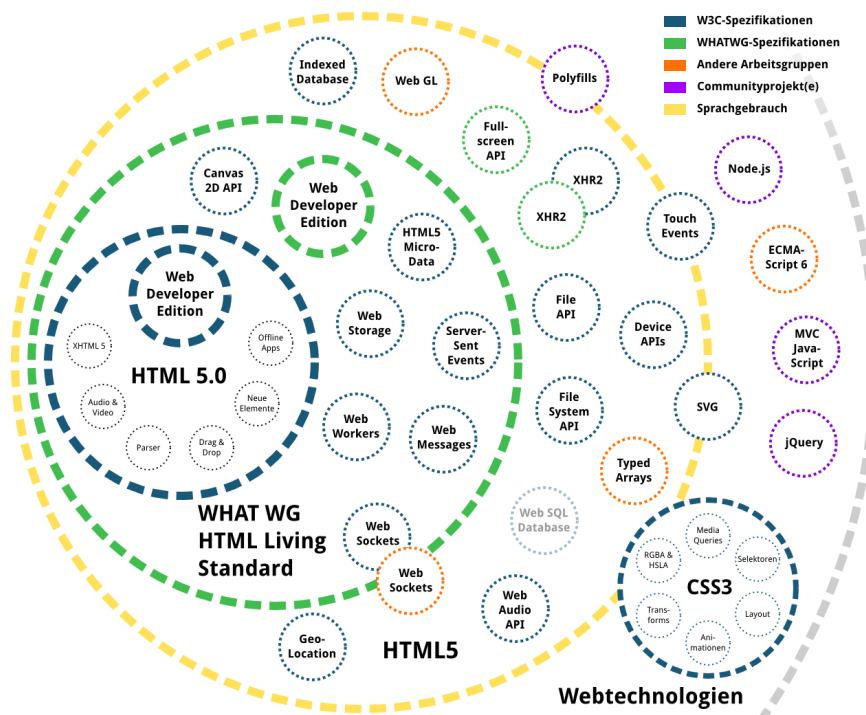 W3C-Spezifikationen
WHATWG-Spezifikationen
Andere Arbeitsgruppen
Communityprojekt(e)
Sprachgebrauch
Indexed
Database
Web GL
Polyfills
Full-
screen
API
Node.js
Canvas
2D API
Web
Developer
Edition
XHR2
XHR2
Touch
Events
HTML5
Micro-
Data
ECMA-
Script 6
Web
Developer
Edition
File
API
Web
Storage
Server-
Sent
Events
Device
APIs
MVC
Java-
Script
XHTML 5
Offline
Apps
HTML 5.0
Audio &
Video
Neue
Elemente
Parser
Drag &
Drop
Web
Workers
Web
Messages
File
System
API
SVG
jQuery
Typed
Arrays
WHAT WG
HTML Living
Standard
Web
Sockets
Web
Sockets
Web SQL
Database
Media
Queries
RGBA &
HSLA
Selektoren
CSS3
Trans-
forms
Layout
Ani-
mationen
Web
Audio
API
Geo-
Location
HTML5
Webtechnologien